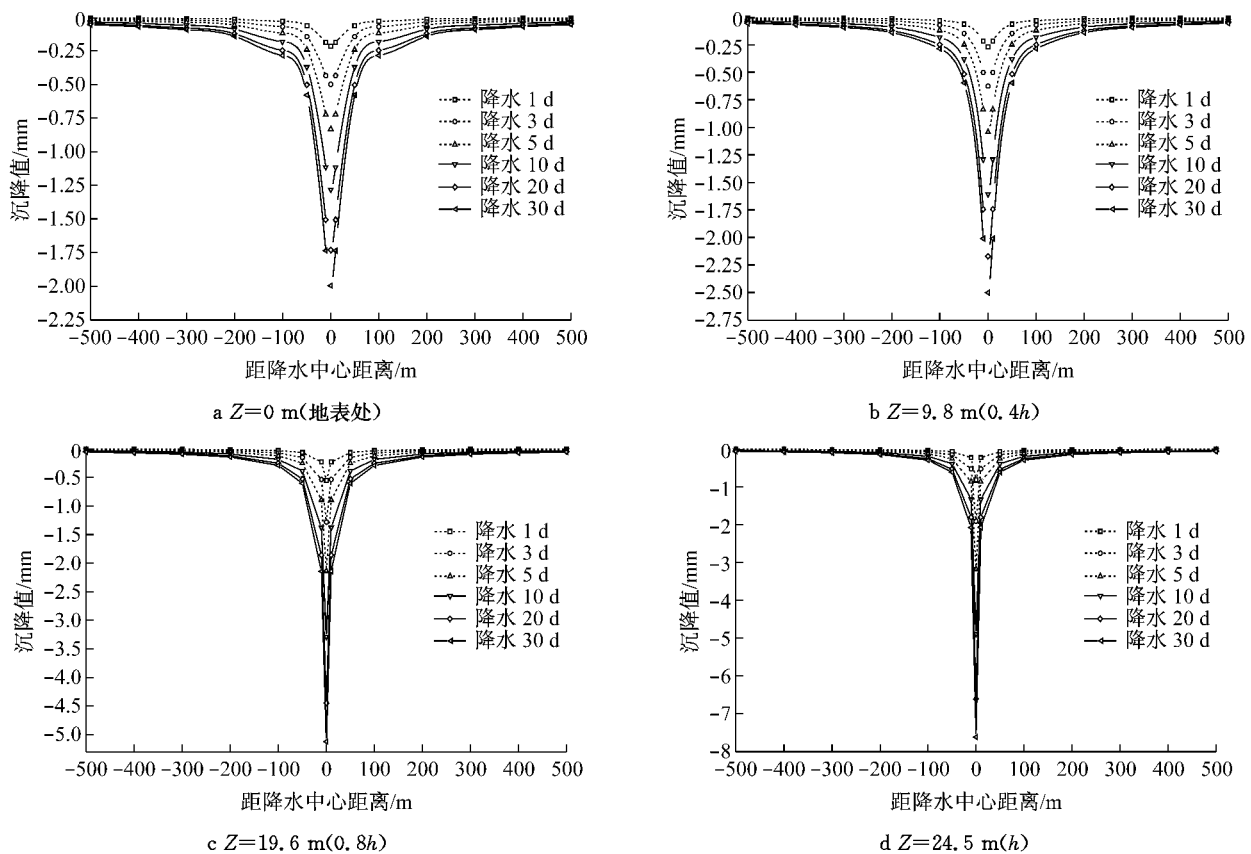 0
-0.25
-0.50
-0.75
-1.00
-1.25
-1.50
-1.75
-2.00
-2.25
沉降值/mm
降水 1 d
降水 3 d
降水 5 d
降水 10 d
降水 20 d
降水 30 d
-500 -400 -300 -200 -100 0 100 200 300 400 500
距降水中心距离/m
a Z=0 m(地表处)
0
-0.25
-0.50
-0.75
-1.00
-1.25
-1.50
-1.75
-2.00
-2.25
-2.50
-2.75
沉降值/mm
降水 1 d
降水 3 d
降水 5 d
降水 10 d
降水 20 d
降水 30 d
-500 -400 -300 -200 -100 0 100 200 300 400 500
距降水中心距离/m
b Z=9.8 m(0.4h)
0
-0.5
-1.0
-1.5
-2.0
-2.5
-3.0
-3.5
-4.0
-4.5
-5.0
沉降值/mm
降水 1 d
降水 3 d
降水 5 d
降水 10 d
降水 20 d
降水 30 d
-500 -400 -300 -200 -100 0 100 200 300 400 500
距降水中心距离/m
c Z=19.6 m(0.8h)
0
-1
-2
-3
-4
-5
-6
-7
-8
沉降值/mm
降水 1 d
降水 3 d
降水 5 d
降水 10 d
降水 20 d
降水 30 d
-500 -400 -300 -200 -100 0 100 200 300 400 500
距降水中心距离/m
d Z=24.5 m(h)